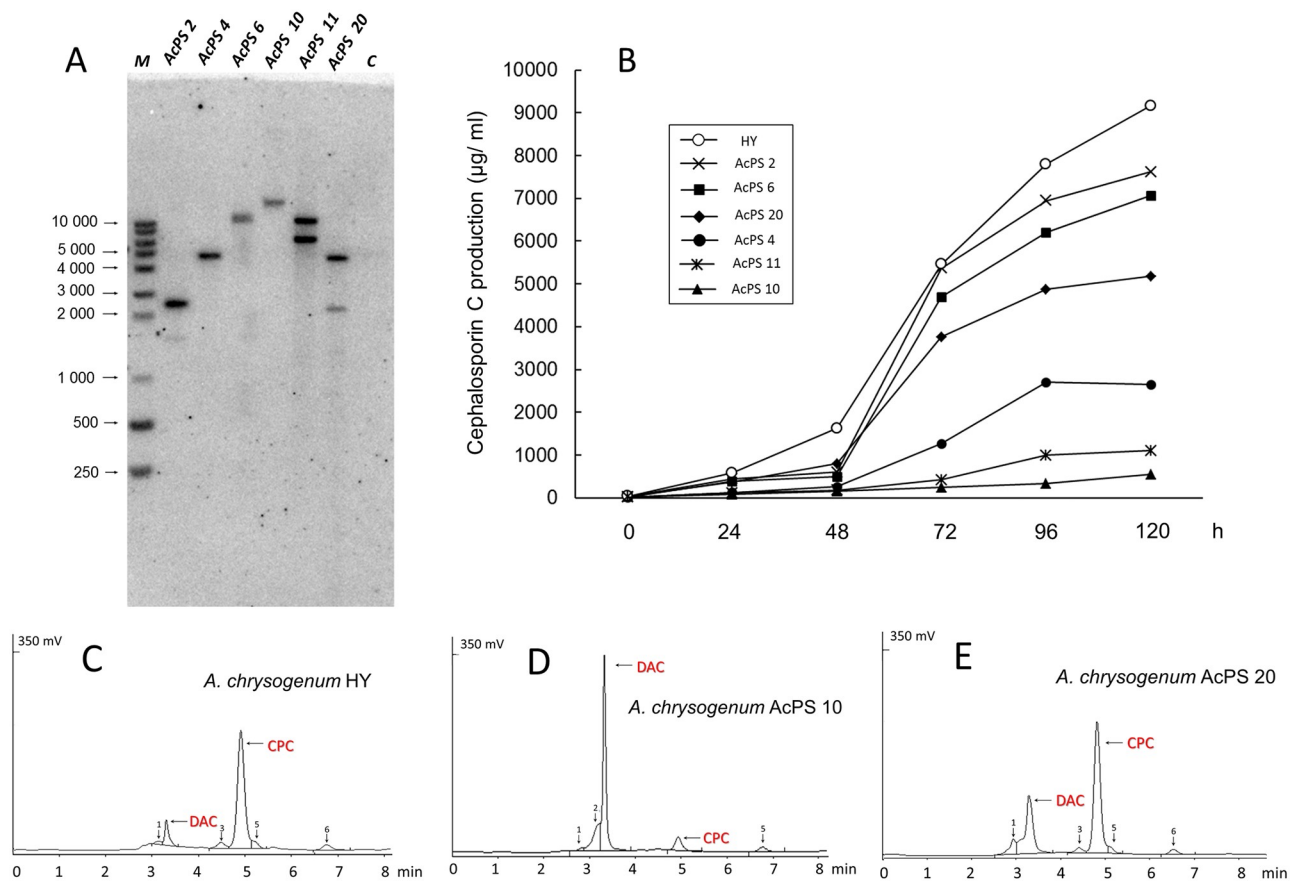 A
M AcPS 2 AcPS 4 AcPS 6 AcPS 10 AcPS 11 AcPS 20 C
10 000
5 000
4 000
3 000
2 000
1 000
500
250
B
Cephalosporin C production (μg/ ml)
10000
9000
8000
7000
6000
5000
4000
3000
2000
1000
0
HY
AcPS 2
AcPS 6
AcPS 20
AcPS 4
AcPS 11
AcPS 10
0 24 48 72 96 120 h
350 mV
C
A. chrysogenum HY
CPC
DAC
1 3 5 6
0 1 2 3 4 5 6 7 8 min
350 mV
D
DAC
A. chrysogenum AcPS 10
CPC
1 2 5
0 1 2 3 4 5 6 7 8 min
350 mV
E
A. chrysogenum AcPS 20
CPC
DAC
1 3 5 6
0 1 2 3 4 5 6 7 8 min